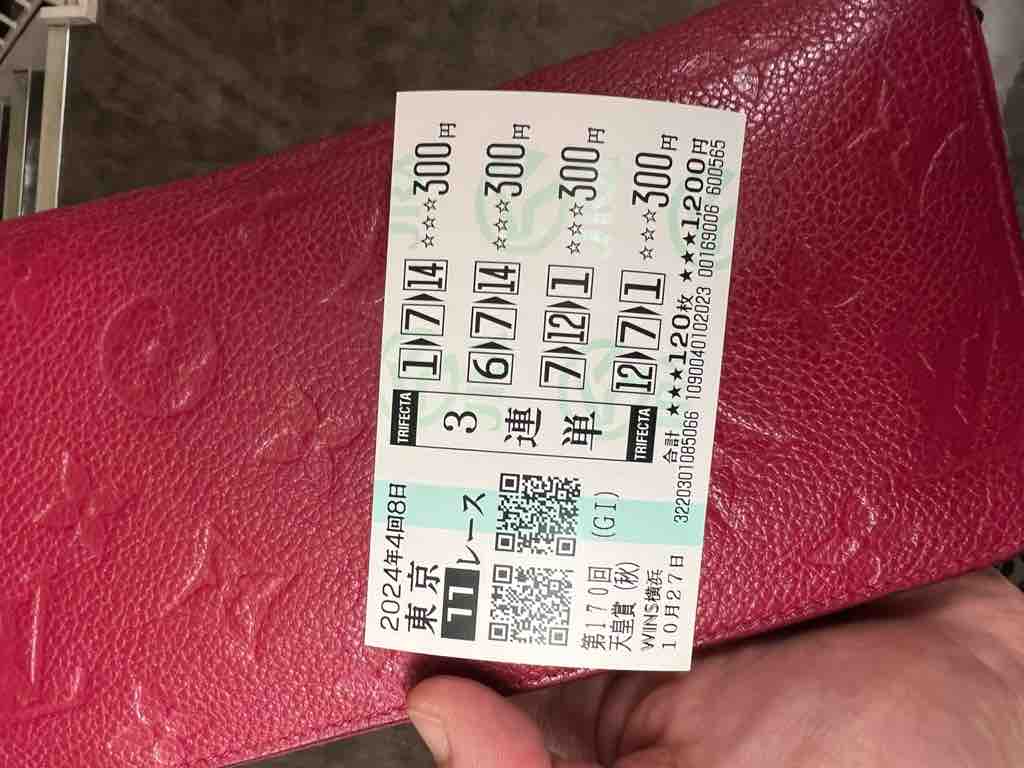 2024年4回8日
東京
11レース
第170回
天皇賞(秋) (GI)
WINS横浜
10月27日
TRIFECTA
3連単
TRIFECTA
1▶7▶14 ☆☆☆300円
6▶7▶14 ☆☆☆300円
7▶12▶1 ☆☆☆300円
12▶7▶1 ☆☆☆300円
合計 ★★★120枚 ★★★1,200円
3220301085066 1090040102023 00169006 600565